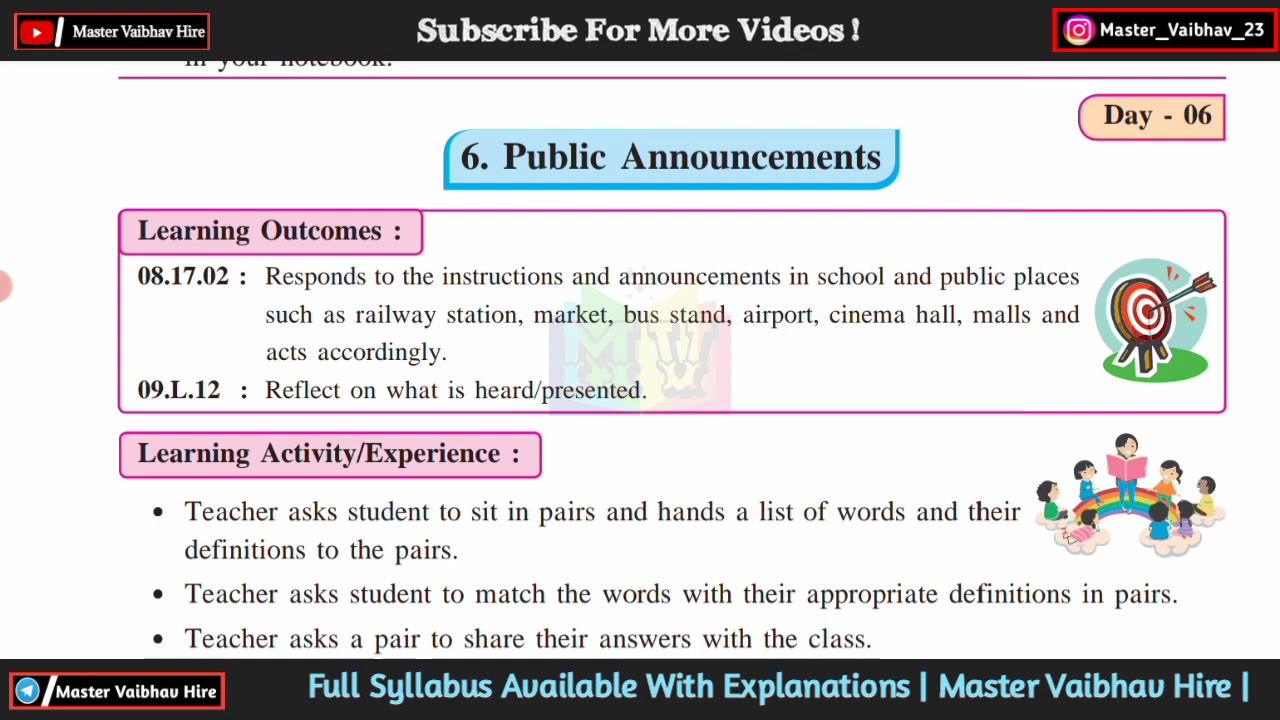 Master Vaibhav Hire
Subscribe For More Videos !
Master_Vaibhav_23
in your notebook.
Day - 06
6. Public Announcements
Learning Outcomes :
08.17.02 : Responds to the instructions and announcements in school and public places
such as railway station, market, bus stand, airport, cinema hall, malls and
acts accordingly.
09.L.12 : Reflect on what is heard/presented.
MW
Learning Activity/Experience :
• Teacher asks student to sit in pairs and hands a list of words and their
definitions to the pairs.
• Teacher asks student to match the words with their appropriate definitions in pairs.
• Teacher asks a pair to share their answers with the class.
Master Vaibhav Hire
Full Syllabus Available With Explanations | Master Vaibhav Hire |